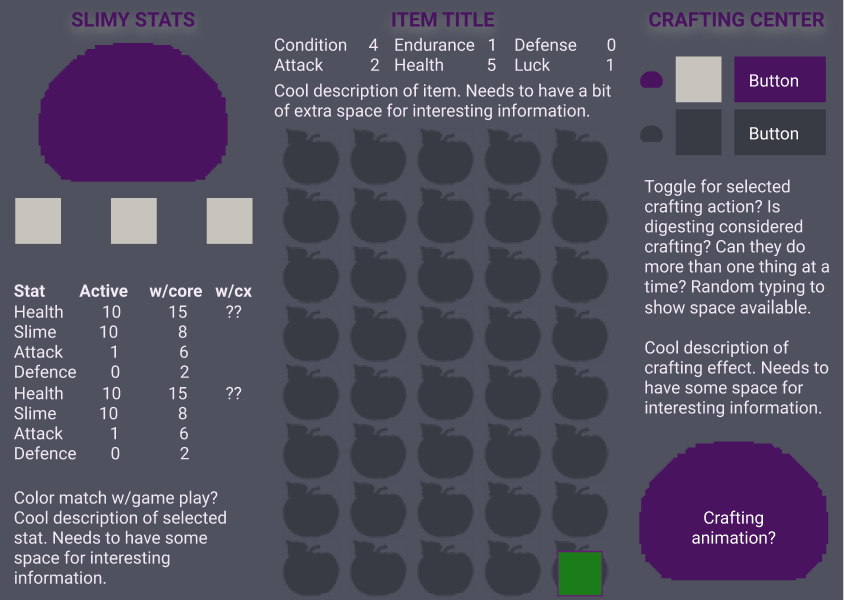 SLIMY STATS
Stat Active w/core w/cx
Health 10 15 ??
Slime 10 8
Attack 1 6
Defence 0 2
Health 10 15 ??
Slime 10 8
Attack 1 6
Defence 0 2
Color match w/game play?
Cool description of selected
stat. Needs to have some
space for interesting
information.
ITEM TITLE
Condition 4 Endurance 1 Defense 0
Attack 2 Health 5 Luck 1
Cool description of item. Needs to have a bit
of extra space for interesting information.
CRAFTING CENTER
Button
Button
Toggle for selected
crafting action? Is
digesting considered
crafting? Can they do
more than one thing at a
time? Random typing to
show space available.
Cool description of
crafting effect. Needs to
have some space for
interesting information.
Crafting
animation?